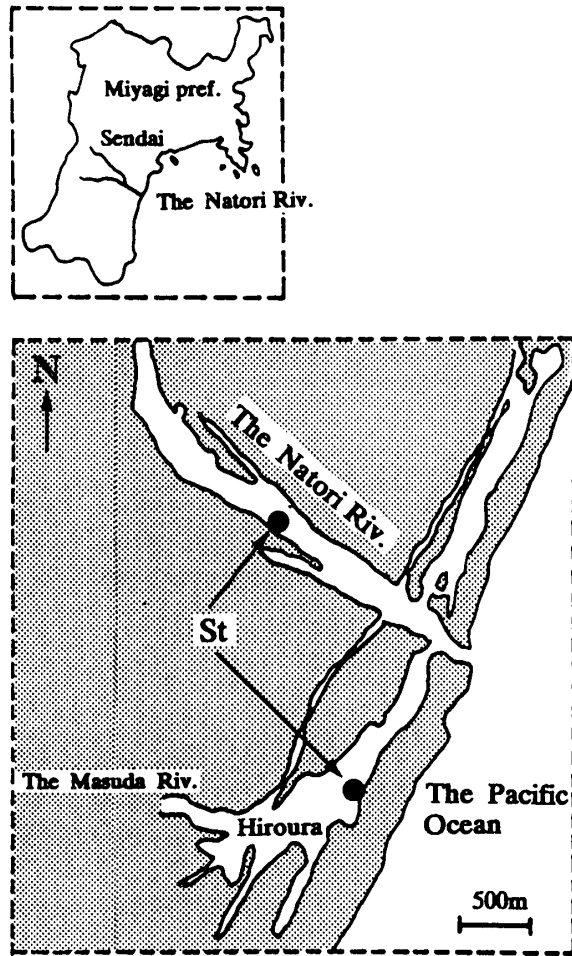 Miyagi pref.
Sendai
The Natori Riv.
N
The Natori Riv.
St
The Masuda Riv.
Hiroura
The Pacific
Ocean
500m